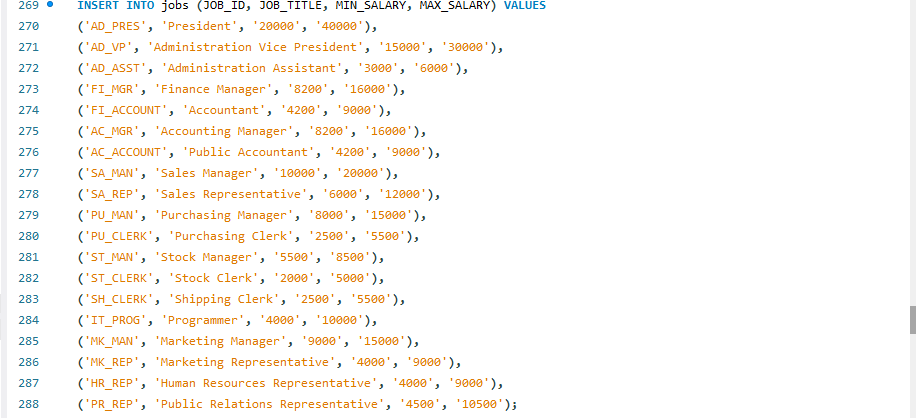 269 INSERT INTO jobs (JOB_ID, JOB_TITLE, MIN_SALARY, MAX_SALARY) VALUES
270 ('AD_PRES', 'President', '20000', '40000'),
271 ('AD_VP', 'Administration Vice President', '15000', '30000'),
272 ('AD_ASST', 'Administration Assistant', '3000', '6000'),
273 ('FI_MGR', 'Finance Manager', '8200', '16000'),
274 ('FI_ACCOUNT', 'Accountant', '4200', '9000'),
275 ('AC_MGR', 'Accounting Manager', '8200', '16000'),
276 ('AC_ACCOUNT', 'Public Accountant', '4200', '9000'),
277 ('SA_MAN', 'Sales Manager', '10000', '20000'),
278 ('SA_REP', 'Sales Representative', '6000', '12000'),
279 ('PU_MAN', 'Purchasing Manager', '8000', '15000'),
280 ('PU_CLERK', 'Purchasing Clerk', '2500', '5500'),
281 ('ST_MAN', 'Stock Manager', '5500', '8500'),
282 ('ST_CLERK', 'Stock Clerk', '2000', '5000'),
283 ('SH_CLERK', 'Shipping Clerk', '2500', '5500'),
284 ('IT_PROG', 'Programmer', '4000', '10000'),
285 ('MK_MAN', 'Marketing Manager', '9000', '15000'),
286 ('MK_REP', 'Marketing Representative', '4000', '9000'),
287 ('HR_REP', 'Human Resources Representative', '4000', '9000'),
288 ('PR_REP', 'Public Relations Representative', '4500', '10500');